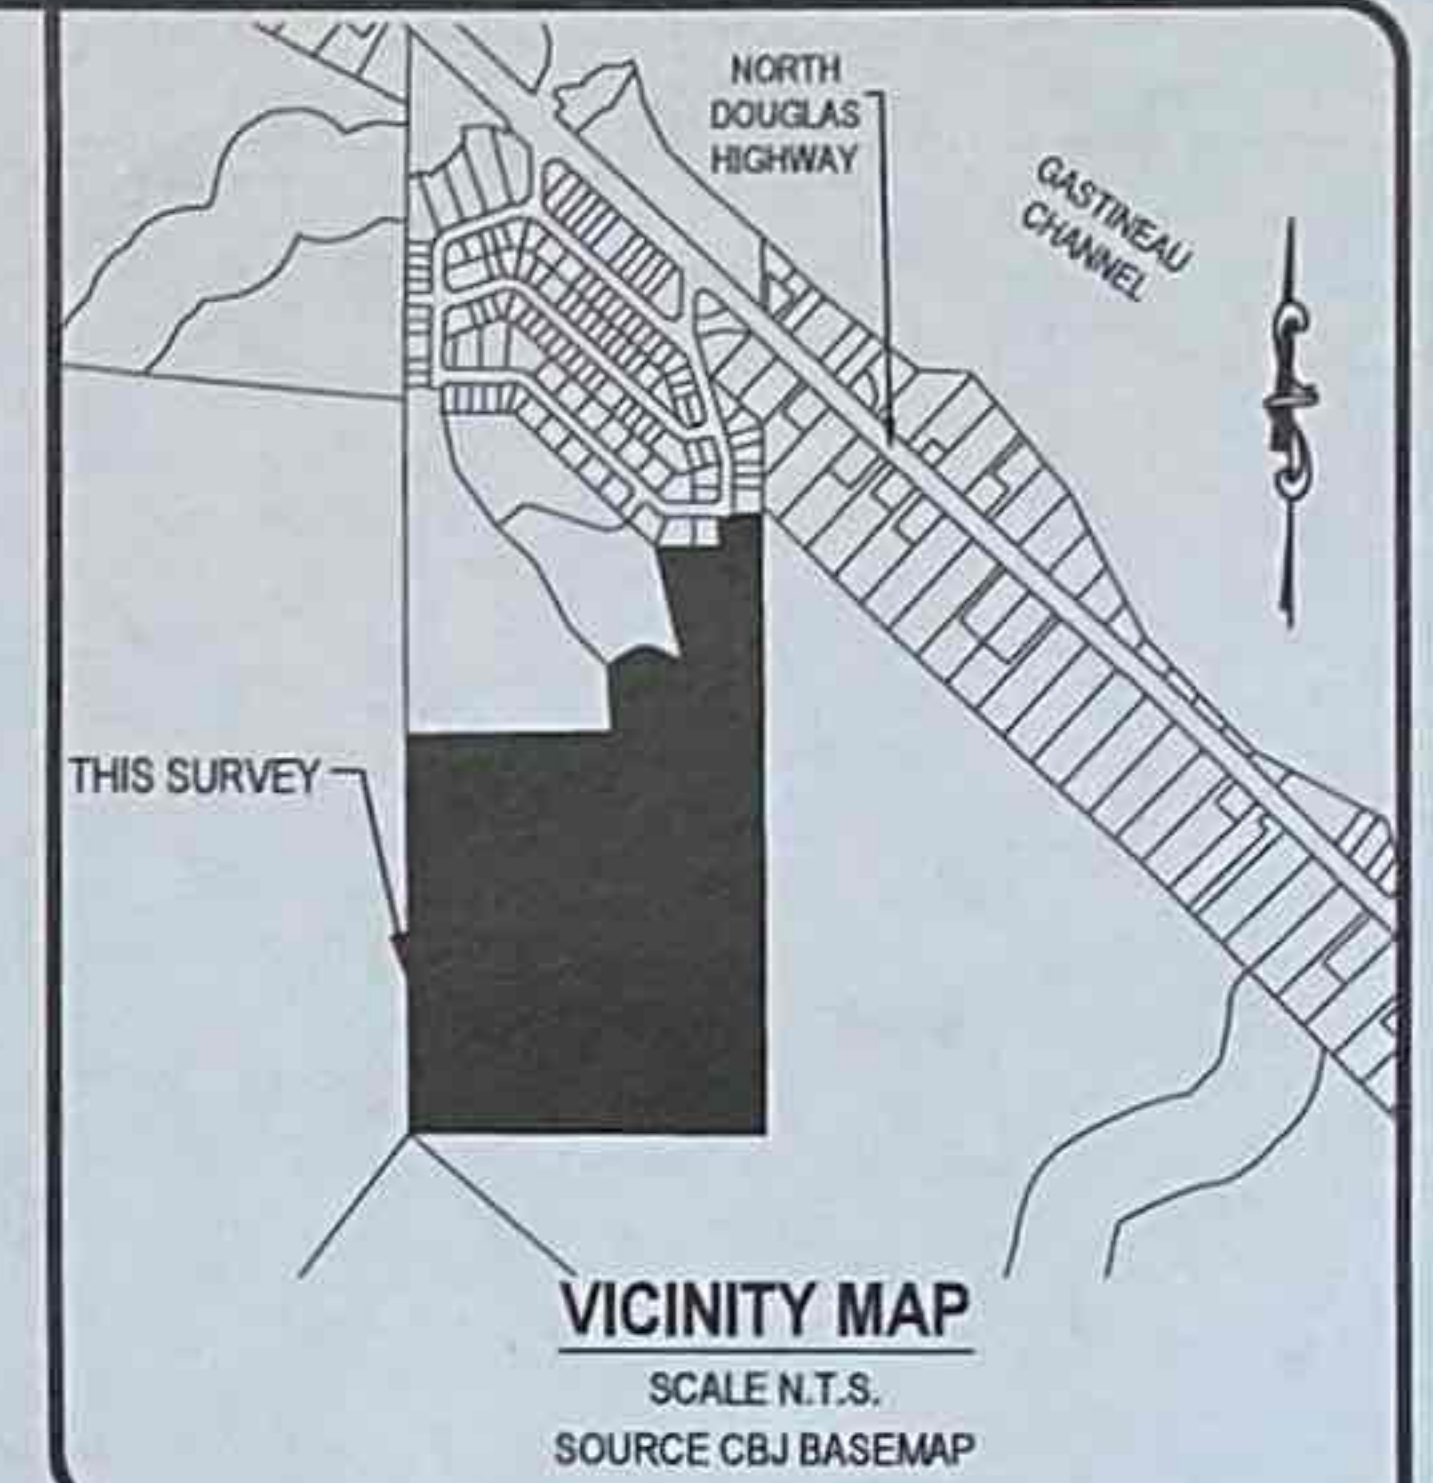 NORTH
DOUGLAS
HIGHWAY
GASTINEAU
CHANNEL
THIS SURVEY
VICINITY MAP
SCALE N.T.S.
SOURCE CBJ BASEMAP